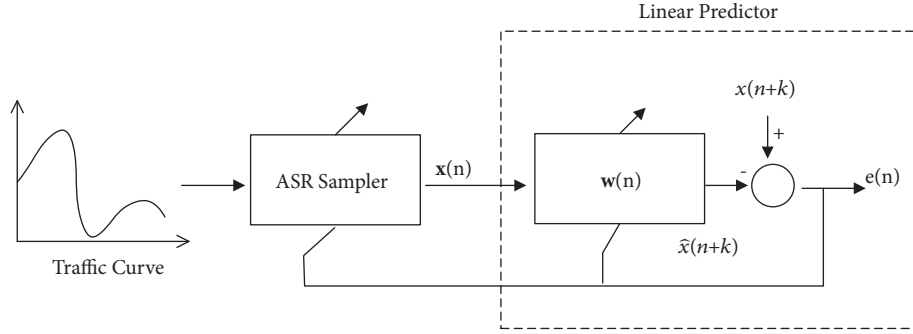 Linear Predictor
x(n+k)
+
ASR Sampler
x(n)
w(n)
-
e(n)
x̂(n+k)
Traffic Curve